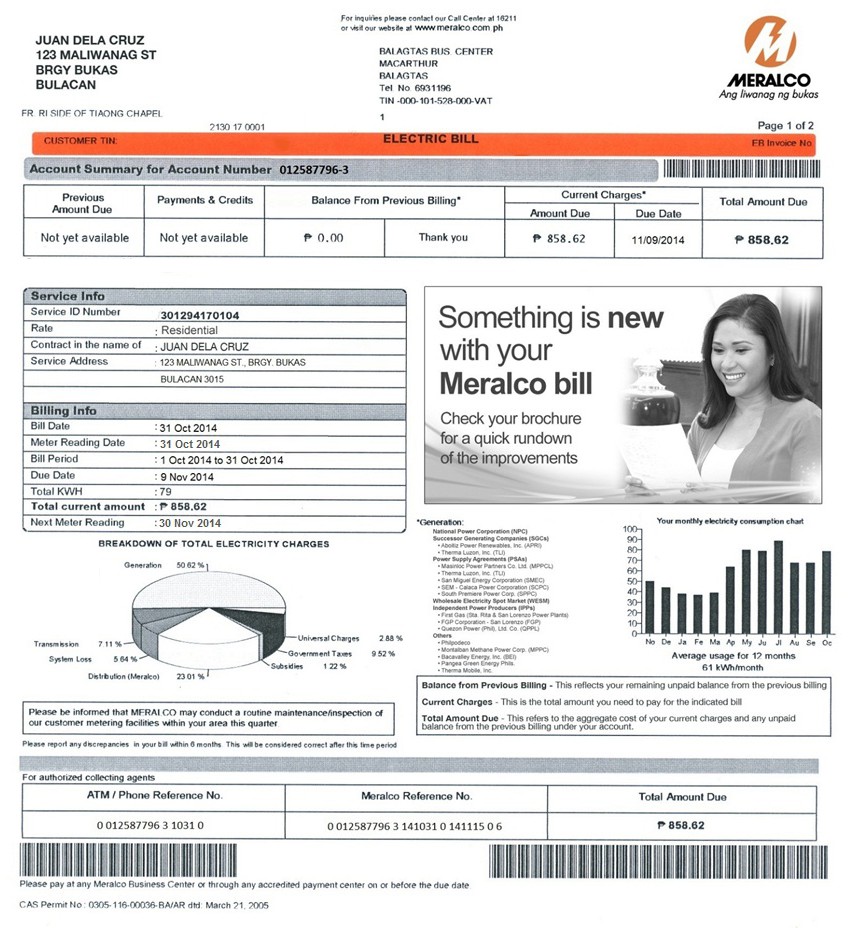 For inquiries please contact our Call Center at 16211
or visit our website at www.meralco.com.ph
JUAN DELA CRUZ
123 MALIWANAG ST
BRGY BUKAS
BULACAN
BALAGTAS BUS. CENTER
MACARTHUR
BALAGTAS
Tel. No 6931196
TIN -000-101-528-000-VAT
1
MERALCO
Ang liwanag ng bukas
FR. RI SIDE OF TIAONG CHAPEL
2130 17 0001
Page 1 of 2
CUSTOMER TIN:
ELECTRIC BILL
EB Invoice No
Account Summary for Account Number 012587796-3
Previous Amount Due
Payments & Credits
Balance From Previous Billing*
Current Charges*
Amount Due
Due Date
Total Amount Due
Not yet available
Not yet available
₱ 0.00
Thank you
₱ 858.62
11/09/2014
₱ 858.62
Service Info
Service ID Number 301294170104
Rate : Residential
Contract in the name of : JUAN DELA CRUZ
Service Address : 123 MALIWANAG ST., BRGY. BUKAS
BULACAN 3015
Billing Info
Bill Date : 31 Oct 2014
Meter Reading Date : 31 Oct 2014
Bill Period : 1 Oct 2014 to 31 Oct 2014
Due Date : 9 Nov 2014
Total KWH : 79
Total current amount : ₱ 858.62
Next Meter Reading : 30 Nov 2014
Something is new
with your
Meralco bill
Check your brochure
for a quick rundown
of the improvements
BREAKDOWN OF TOTAL ELECTRICITY CHARGES
Generation 50.62 %
Transmission 7.11 %
System Loss 5.64 %
Distribution (Meralco) 23.01 %
Universal Charges 2.88 %
Government Taxes 9.52 %
Subsidies 1.22 %
*Generation:
National Power Corporation (NPC)
Successor Generating Companies (SGCs)
• Aboitiz Power Renewables, Inc. (APRI)
• Therma Luzon, Inc. (TLI)
Power Supply Agreements (PSAs)
• Masinloc Power Partners Co. Ltd. (MPPCL)
• Therma Luzon, Inc. (TLI)
• San Miguel Energy Corporation (SMEC)
• SEM - Calaca Power Corporation (SCPC)
• South Premiere Power Corp. (SPPC)
Wholesale Electricity Spot Market (WESM)
Independent Power Producers (IPPs)
• First Gas (Sta. Rita & San Lorenzo Power Plants)
• FGP Corporation - San Lorenzo (FGP)
• Quezon Power (Phil), Ltd. Co. (QPPL)
Others
• Philpodeco
• Montalban Methane Power Corp. (MPPC)
• Bacavalley Energy, Inc. (BEI)
• Pangea Green Energy Phils.
• Therma Mobile, Inc.
Your monthly electricity consumption chart
100
90
80
70
60
50
40
30
20
10
0
No De Ja Fe Ma Ap My Ju Jl Au Se Oc
Average usage for 12 months
61 kWh/month
Please be informed that MERALCO may conduct a routine maintenance/inspection of
our customer metering facilities within your area this quarter
Please report any discrepancies in your bill within 6 months. This will be considered correct after this time period
Balance from Previous Billing - This reflects your remaining unpaid balance from the previous billing
Current Charges - This is the total amount you need to pay for the indicated bill
Total Amount Due - This refers to the aggregate cost of your current charges and any unpaid
balance from the previous billing under your account.
For authorized collecting agents
ATM / Phone Reference No.
Meralco Reference No.
Total Amount Due
0 012587796 3 1031 0
0 012587796 3 141031 0 141115 0 6
₱ 858.62
Please pay at any Meralco Business Center or through any accredited payment center on or before the due date
CAS Permit No : 0305-116-00036-BA/AR dtd: March 21, 2005